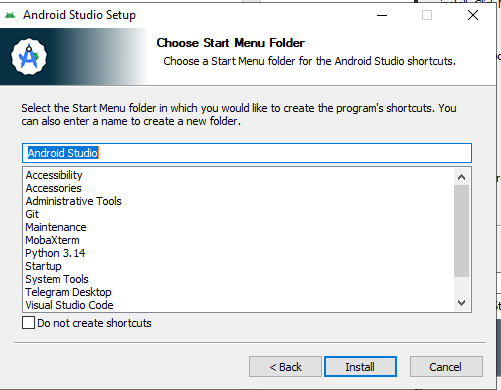 Android Studio Setup
Choose Start Menu Folder
Choose a Start Menu folder for the Android Studio shortcuts.
Select the Start Menu folder in which you would like to create the program's shortcuts. You
can also enter a name to create a new folder.
Android Studio
Accessibility
Accessories
Administrative Tools
Git
Maintenance
MobaXterm
Python 3.14
Startup
System Tools
Telegram Desktop
Visual Studio Code
Do not create shortcuts
< Back
Install
Cancel